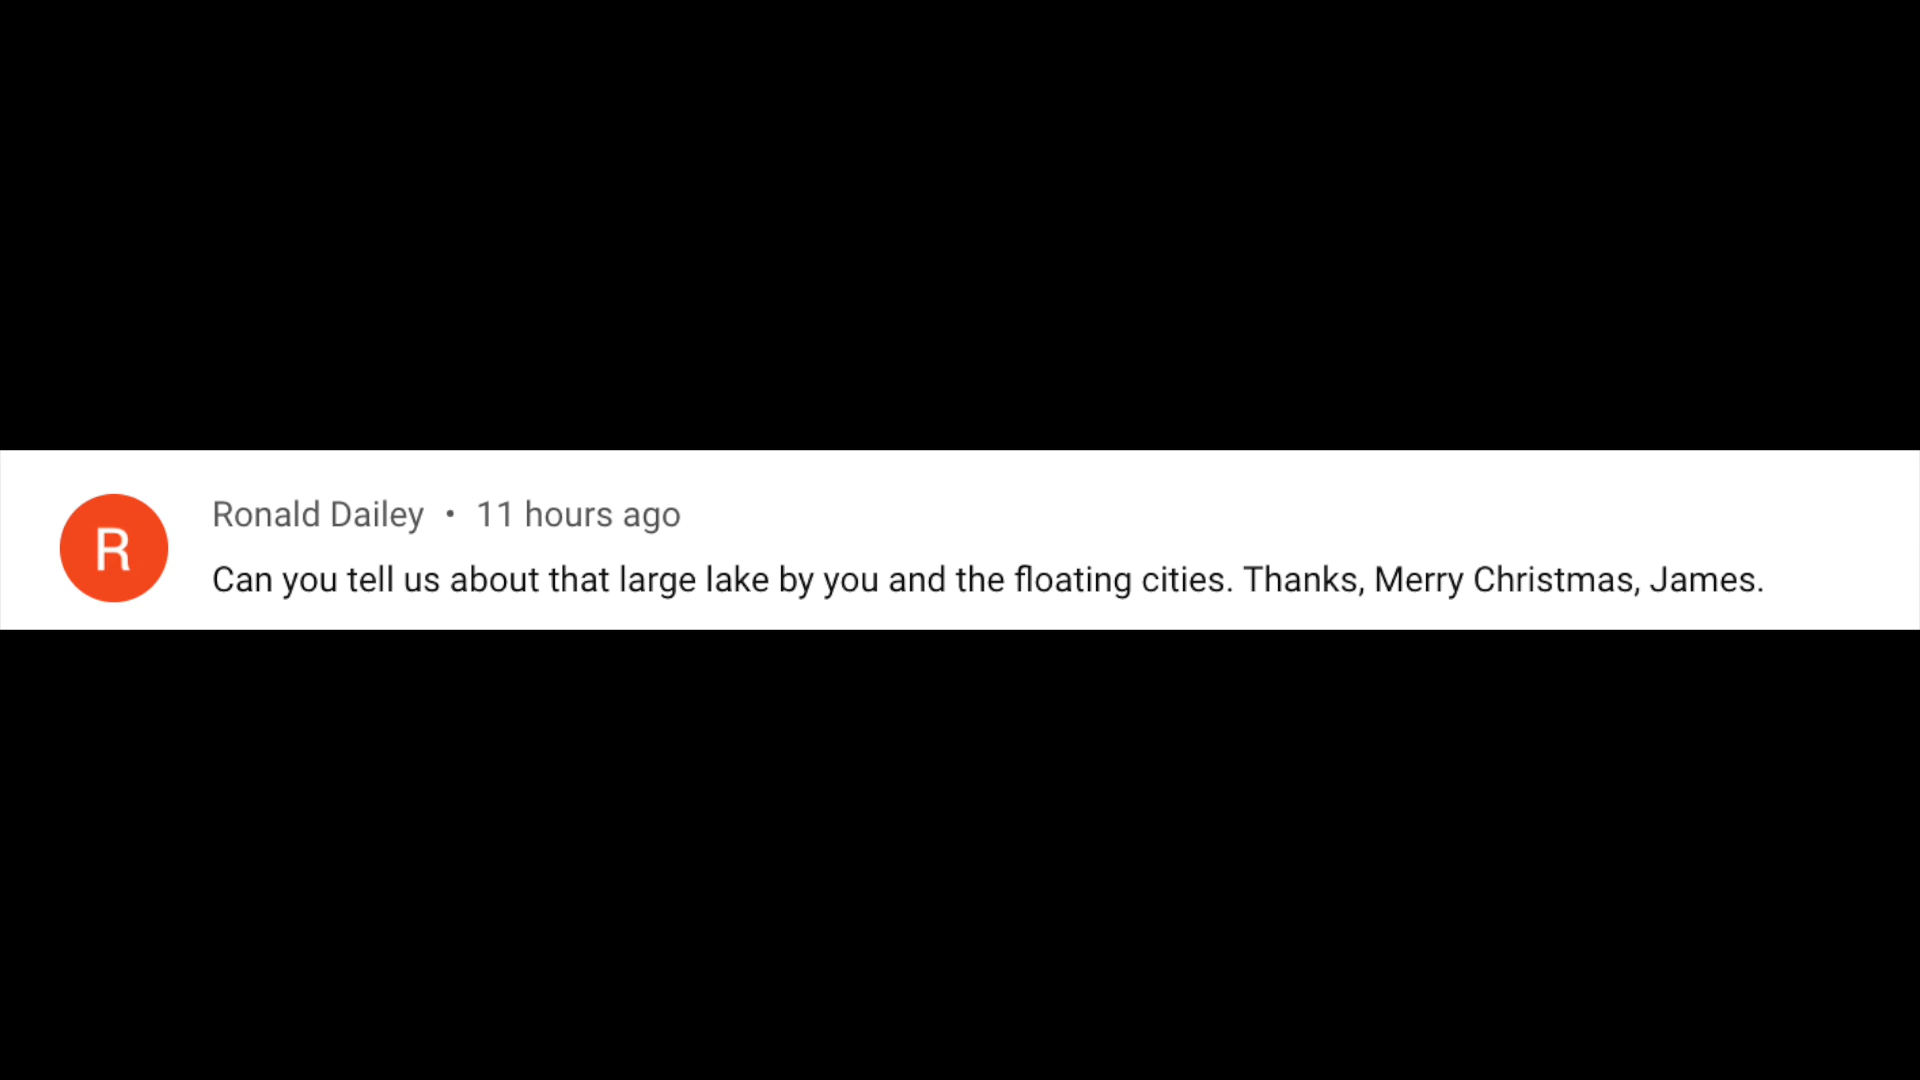 R
Ronald Dailey • 11 hours ago
Can you tell us about that large lake by you and the floating cities. Thanks, Merry Christmas, James.